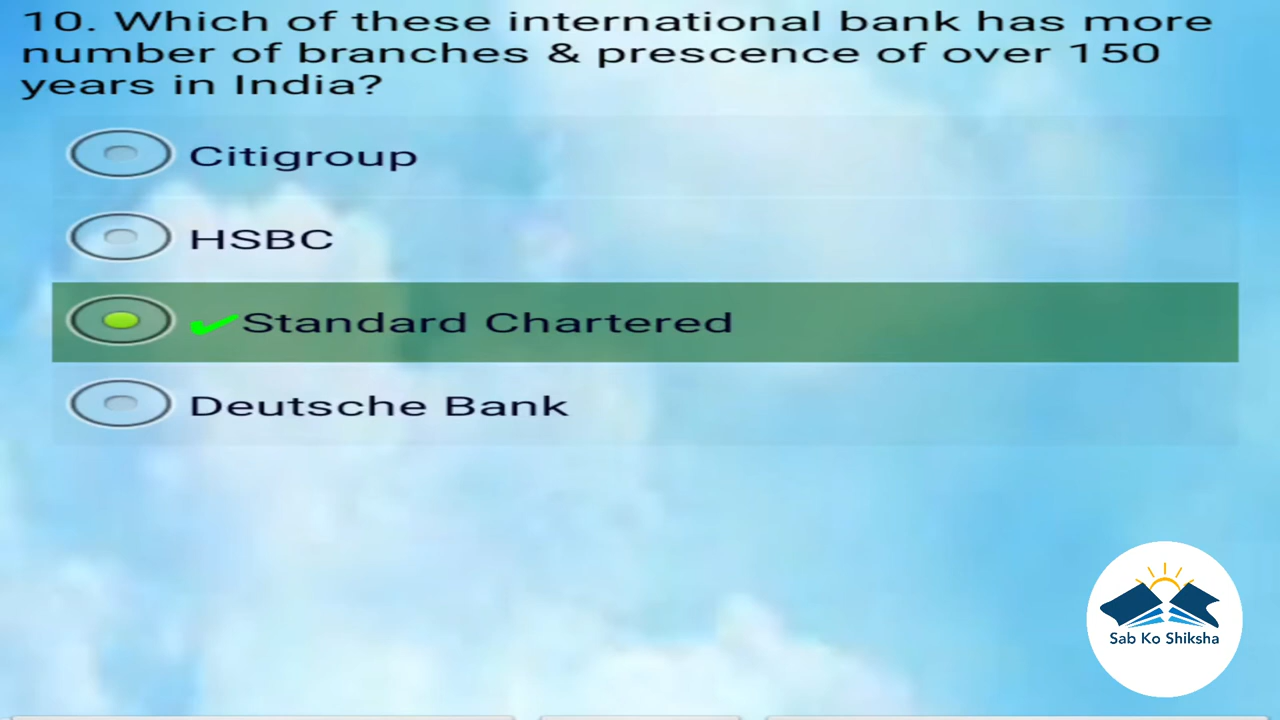 10. Which of these international bank has more
number of branches & prescence of over 150
years in India?
Citigroup
HSBC
✔Standard Chartered
Deutsche Bank
Sab Ko Shiksha